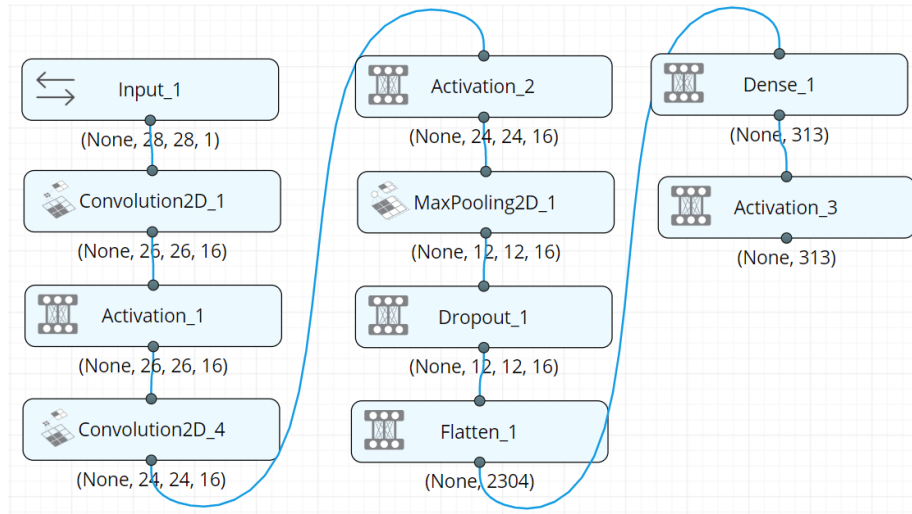 Input_1
(None, 28, 28, 1)
Convolution2D_1
(None, 26, 26, 16)
Activation_1
(None, 26, 26, 16)
Convolution2D_4
(None, 24, 24, 16)
Activation_2
(None, 24, 24, 16)
MaxPooling2D_1
(None, 12, 12, 16)
Dropout_1
(None, 12, 12, 16)
Flatten_1
(None, 2304)
Dense_1
(None, 313)
Activation_3
(None, 313)